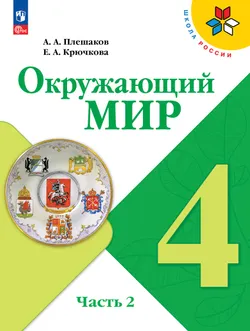 ШКОЛА РОССИИ
А. А. Плешаков
Е. А. Крючкова
Окружающий
МИР
4
Часть 2